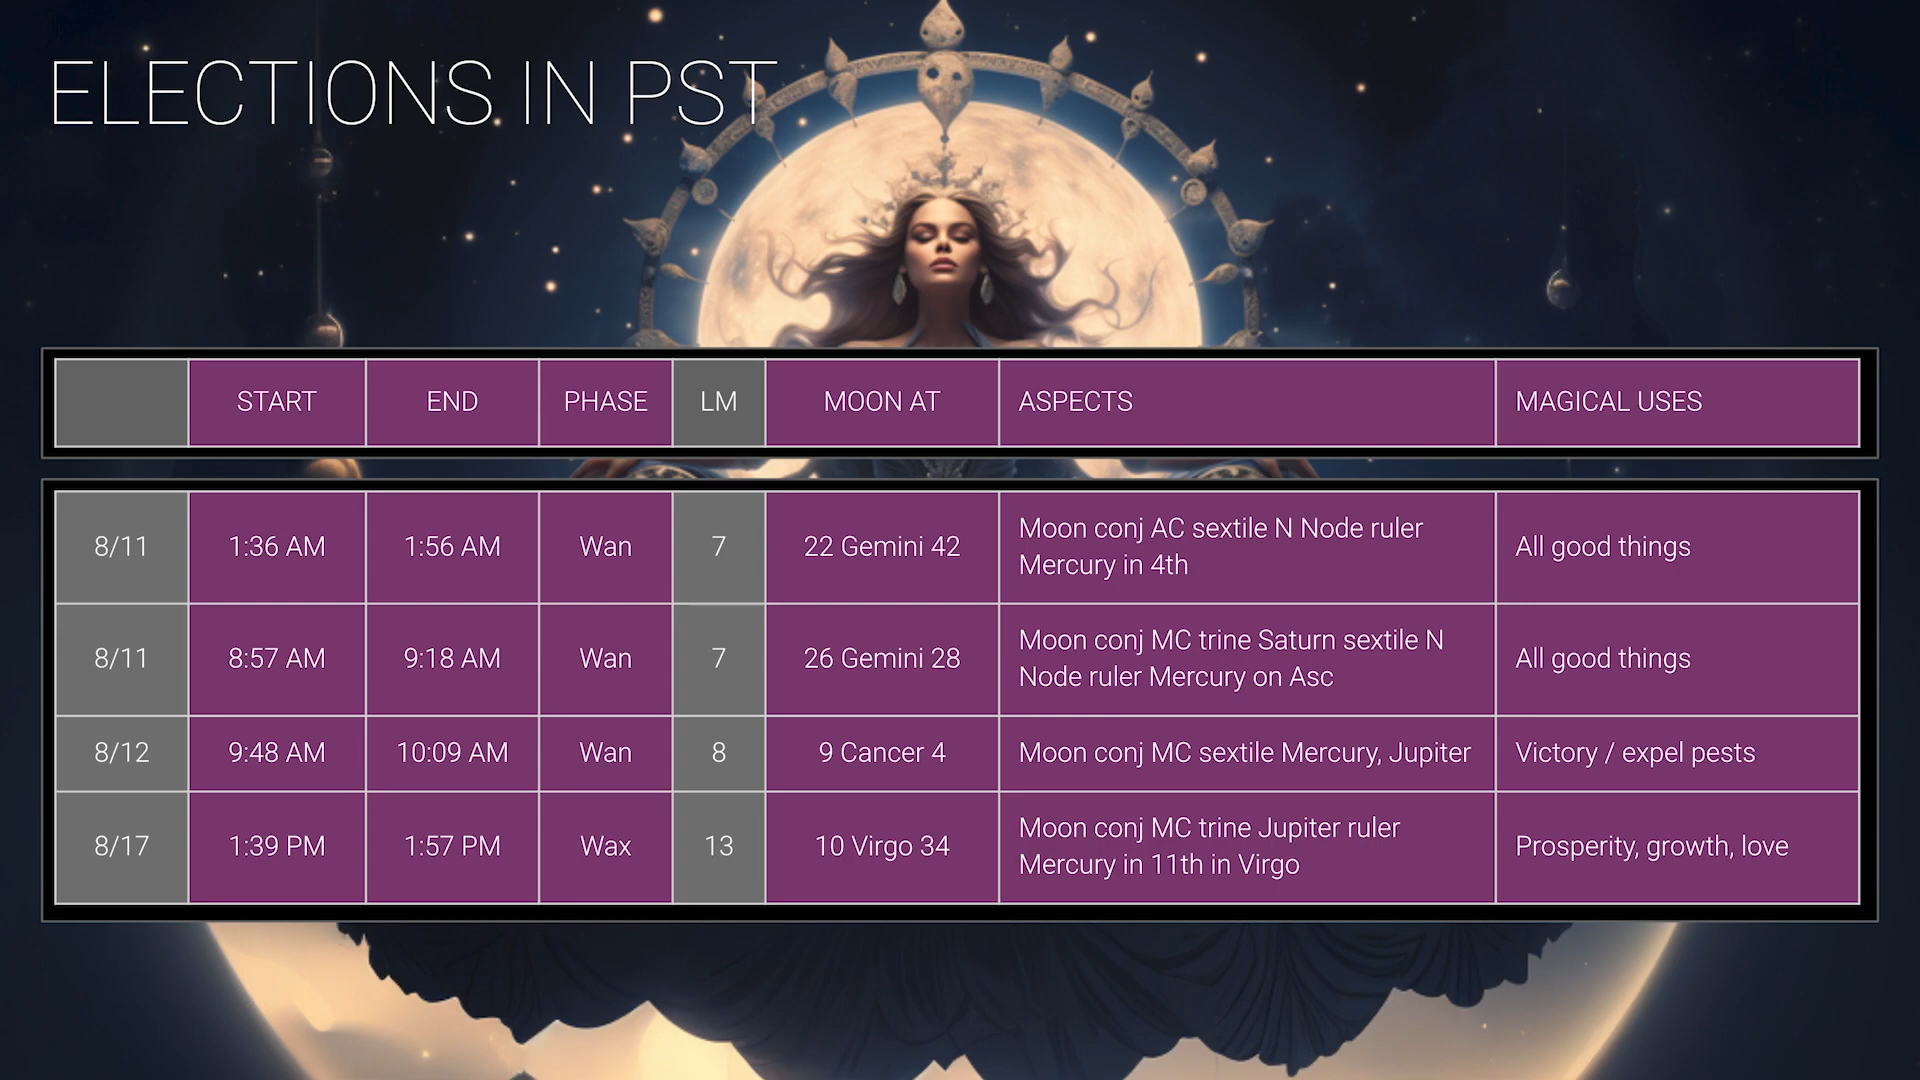 ELECTIONS IN PST
START END PHASE LM MOON AT ASPECTS MAGICAL USES
8/11 1:36 AM 1:56 AM Wan 7 22 Gemini 42 Moon conj AC sextile N Node ruler All good things
Mercury in 4th
8/11 8:57 AM 9:18 AM Wan 7 26 Gemini 28 Moon conj MC trine Saturn sextile N All good things
Node ruler Mercury on Asc
8/12 9:48 AM 10:09 AM Wan 8 9 Cancer 4 Moon conj MC sextile Mercury, Jupiter Victory / expel pests
8/17 1:39 PM 1:57 PM Wax 13 10 Virgo 34 Moon conj MC trine Jupiter ruler Prosperity, growth, love
Mercury in 11th in Virgo